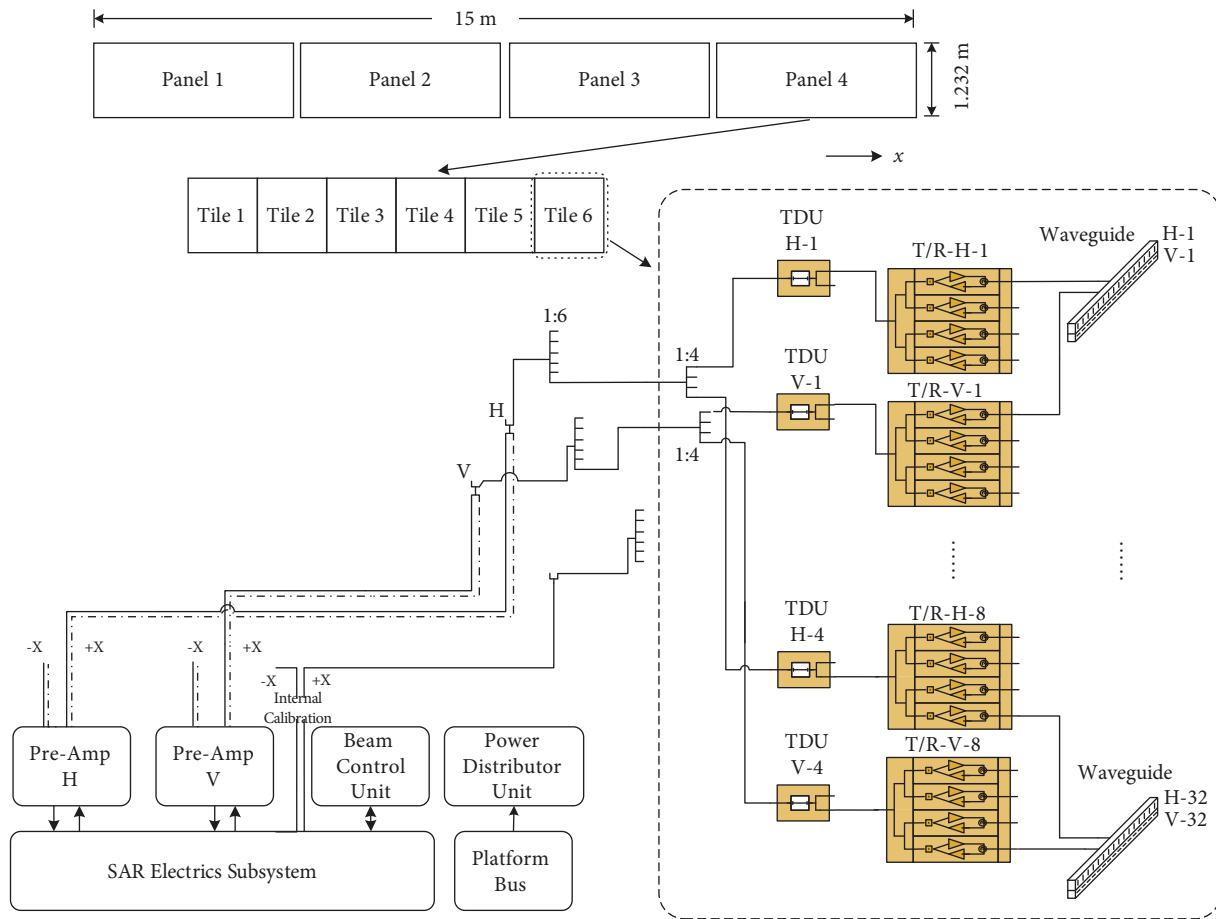 15 m
Panel 1
Panel 2
Panel 3
Panel 4
1.232 m
x
Tile 1
Tile 2
Tile 3
Tile 4
Tile 5
Tile 6
TDU
H-1
T/R-H-1
Waveguide
H-1
V-1
1:6
1:4
TDU
V-1
T/R-V-1
H
1:4
V
TDU
H-4
T/R-H-8
-X
+X
-X
+X
-X
+X
Internal
Calibration
Pre-Amp
H
Pre-Amp
V
Beam
Control
Unit
Power
Distributor
Unit
TDU
V-4
T/R-V-8
Waveguide
H-32
V-32
SAR Electrics Subsystem
Platform
Bus